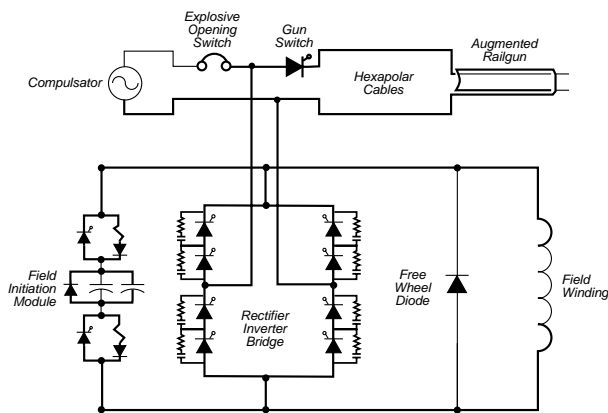 Explosive
Opening
Switch
Gun
Switch
Augmented
Railgun
Compulsator
Hexapolar
Cables
Field
Initiation
Module
Rectifier
Inverter
Bridge
Free
Wheel
Diode
Field
Winding